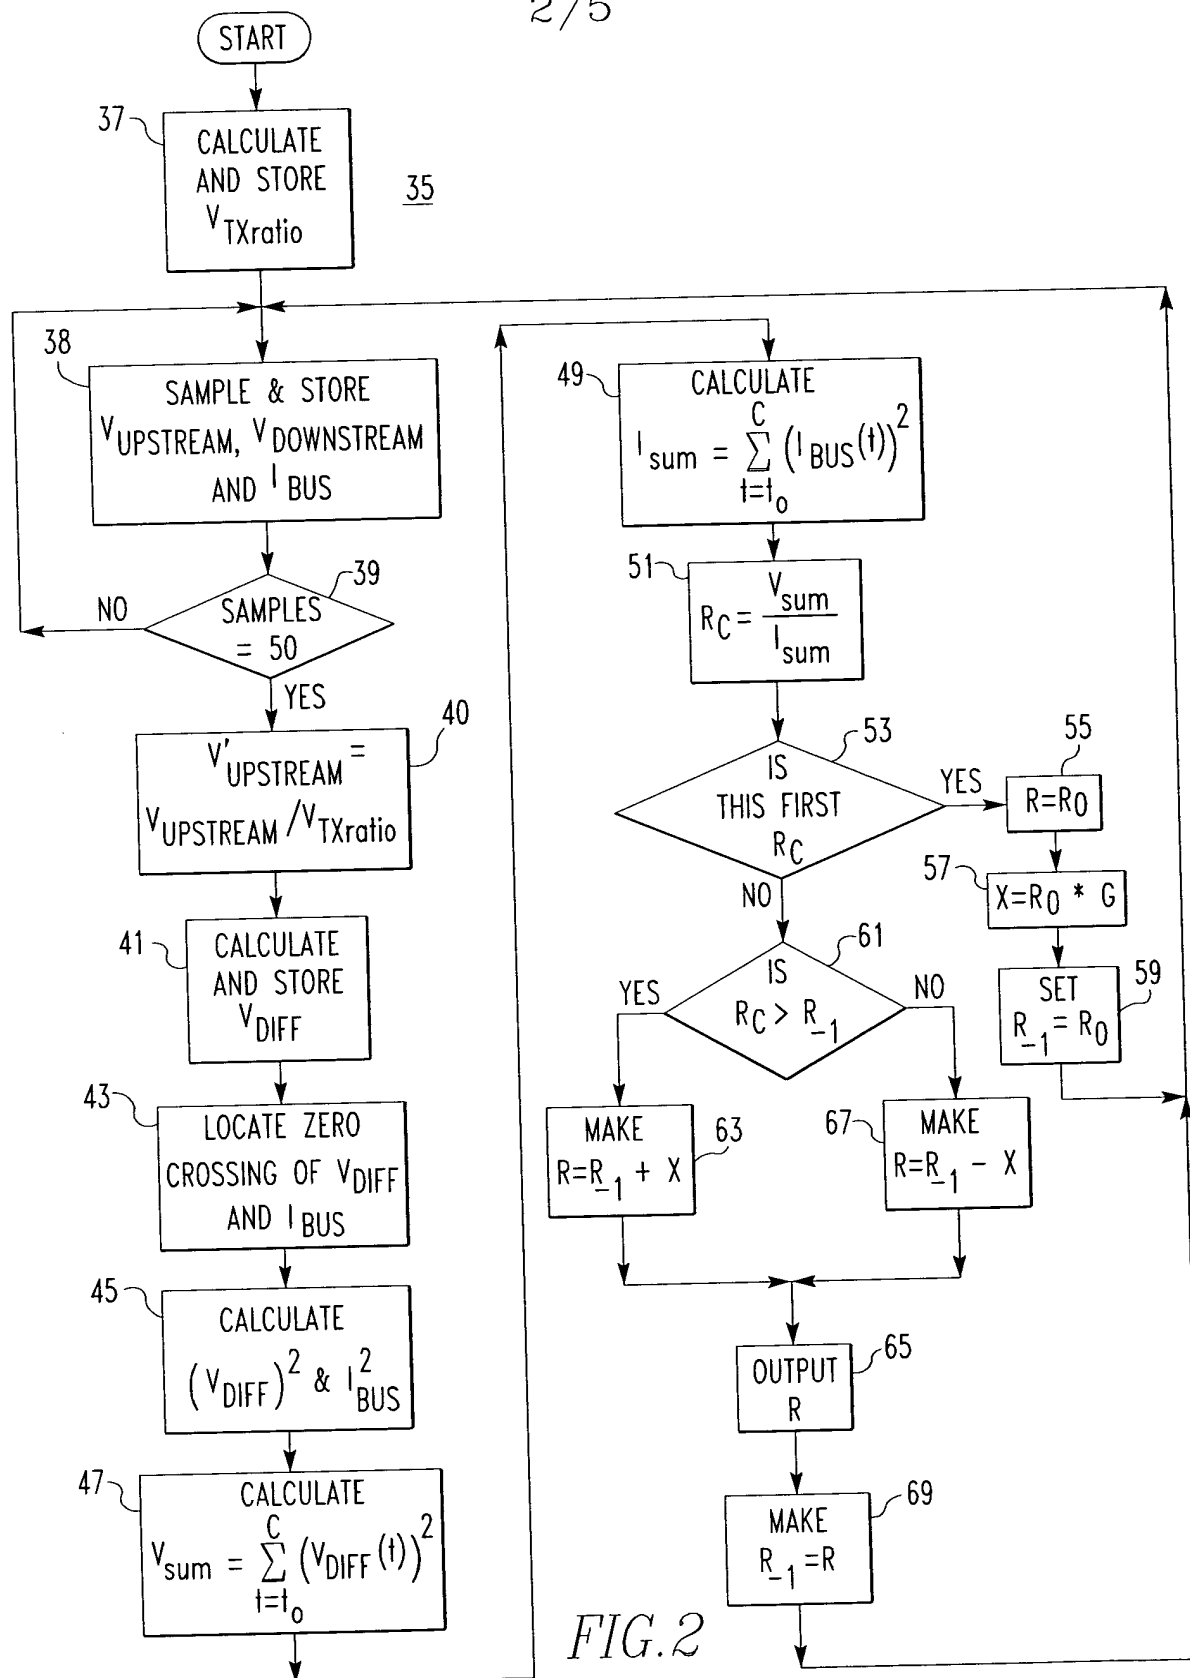 2/5
START
37
CALCULATE
AND STORE
V_TXratio
35
38
SAMPLE & STORE
V_UPSTREAM, V_DOWNSTREAM
AND I_BUS
39
SAMPLES
= 50
NO
YES
40
V'_UPSTREAM =
V_UPSTREAM /V_TXratio
41
CALCULATE
AND STORE
V_DIFF
43
LOCATE ZERO
CROSSING OF V_DIFF
AND I_BUS
45
CALCULATE
(V_DIFF)^2 & I_BUS^2
47
CALCULATE
V_sum = ∑_{t=t_o}^{C} (V_DIFF(t))^2
49
CALCULATE
I_sum = ∑_{t=t_o}^{C} (I_BUS(t))^2
51
R_C = V_sum / I_sum
53
IS
THIS FIRST
R_C
YES
NO
55
R=R_0
57
X=R_0 * G
59
SET
R_-1 = R_0
61
IS
R_C > R_-1
YES
NO
63
MAKE
R=R_-1 + X
67
MAKE
R=R_-1 - X
65
OUTPUT
R
69
MAKE
R_-1 =R
FIG.2